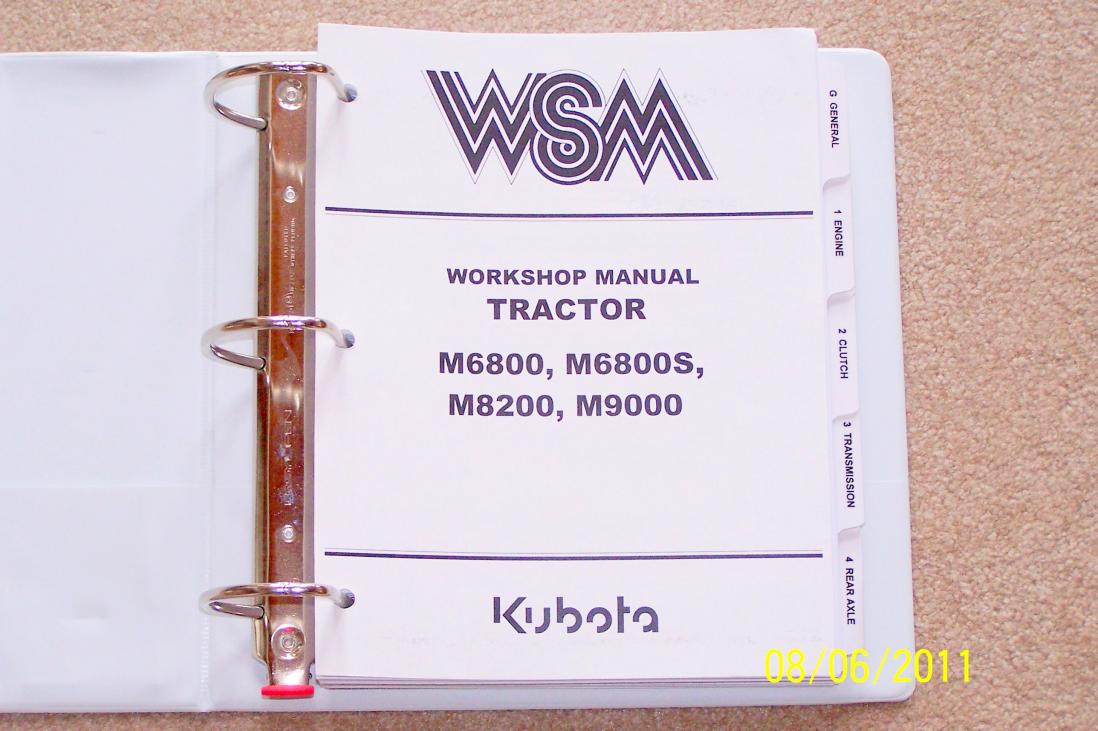 WSM
WORKSHOP MANUAL
TRACTOR
M6800, M6800S,
M8200, M9000
Kubota
G GENERAL
1 ENGINE
2 CLUTCH
3 TRANSMISSION
4 REAR AXLE
08/06/2011